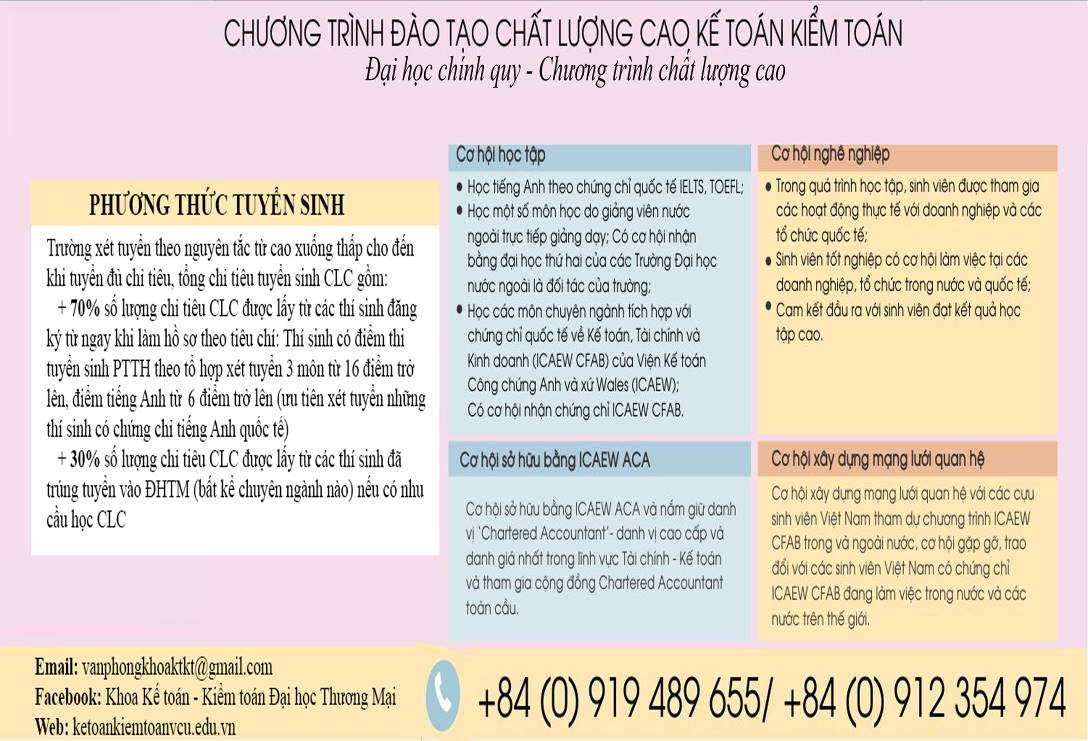 CHƯƠNG TRÌNH ĐÀO TẠO CHẤT LƯỢNG CAO KẾ TOÁN KIỂM TOÁN
Đại học chính quy - Chương trình chất lượng cao
PHƯƠNG THỨC TUYỂN SINH
Trường xét tuyển theo nguyên tắc từ cao xuống thấp cho đến
khi tuyển đủ chỉ tiêu, tổng chỉ tiêu tuyển sinh CLC gồm:
+ 70% số lượng chỉ tiêu CLC được lấy từ các thí sinh đăng
ký từ ngay khi làm hồ sơ theo tiêu chí: Thí sinh có điểm thi
tuyển sinh PTTH theo tổ hợp xét tuyển 3 môn từ 16 điểm trở
lên, điểm tiếng Anh từ 6 điểm trở lên (ưu tiên xét tuyển những
thí sinh có chứng chỉ tiếng Anh quốc tế)
+ 30% số lượng chỉ tiêu CLC được lấy từ các thí sinh đã
trúng tuyển vào ĐHTM (bất kể chuyên ngành nào) nếu có nhu
cầu học CLC
Cơ hội học tập
• Học tiếng Anh theo chứng chỉ quốc tế IELTS, TOEFL;
• Học một số môn học do giảng viên nước
ngoài trực tiếp giảng dạy; Có cơ hội nhận
bằng đại học thứ hai của các Trường Đại học
nước ngoài là đối tác của trường;
• Học các môn chuyên ngành tích hợp với
chứng chỉ quốc tế về Kế toán, Tài chính và
Kinh doanh (ICAEW CFAB) của Viện Kế toán
Công chứng Anh và xứ Wales (ICAEW);
Có cơ hội nhận chứng chỉ ICAEW CFAB.
Cơ hội nghề nghiệp
• Trong quá trình học tập, sinh viên được tham gia
các hoạt động thực tế với doanh nghiệp và các
tổ chức quốc tế;
• Sinh viên tốt nghiệp có cơ hội làm việc tại các
doanh nghiệp, tổ chức trong nước và quốc tế;
• Cam kết đầu ra với sinh viên đạt kết quả học
tập cao.
Cơ hội sở hữu bằng ICAEW ACA
Cơ hội sở hữu bằng ICAEW ACA và nắm giữ danh
vị 'Chartered Accountant'- danh vị cao cấp và
danh giá nhất trong lĩnh vực Tài chính - Kế toán
và tham gia cộng đồng Chartered Accountant
toàn cầu.
Cơ hội xây dựng mạng lưới quan hệ
Cơ hội xây dựng mạng lưới quan hệ với các cựu
sinh viên Việt Nam tham dự chương trình ICAEW
CFAB trong và ngoài nước, cơ hội gặp gỡ, trao
đổi với các sinh viên Việt Nam có chứng chỉ
ICAEW CFAB đang làm việc trong nước và các
nước trên thế giới.
Email: vanphongkhoaktkt@gmail.com
Facebook: Khoa Kế toán - Kiểm toán Đại học Thương Mại
Web: ketoankiemtoanvcu.edu.vn
+84 (0) 919 489 655/ +84 (0) 912 354 974